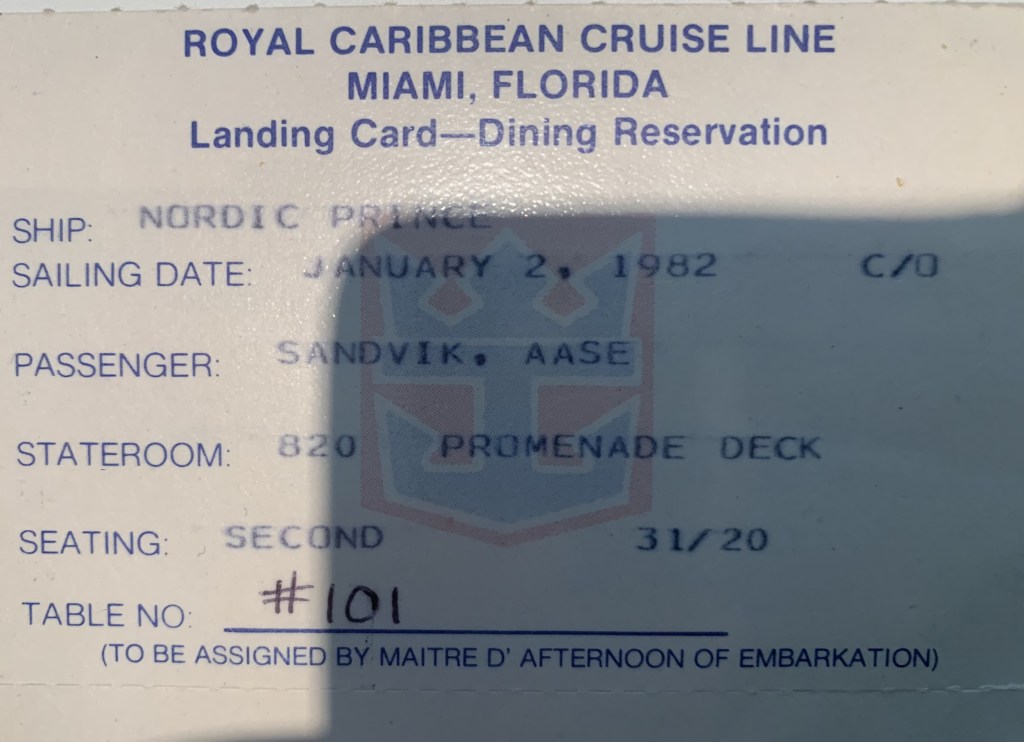 ROYAL CARIBBEAN CRUISE LINE
MIAMI, FLORIDA
Landing Card—Dining Reservation
SHIP: NORDIC PRINCE
SAILING DATE: JANUARY 2, 1982 C/O
PASSENGER: SANDVIK, AASE
STATEROOM: 820 PROMENADE DECK
SEATING: SECOND 31/20
TABLE NO: #101
(TO BE ASSIGNED BY MAITRE D' AFTERNOON OF EMBARKATION)